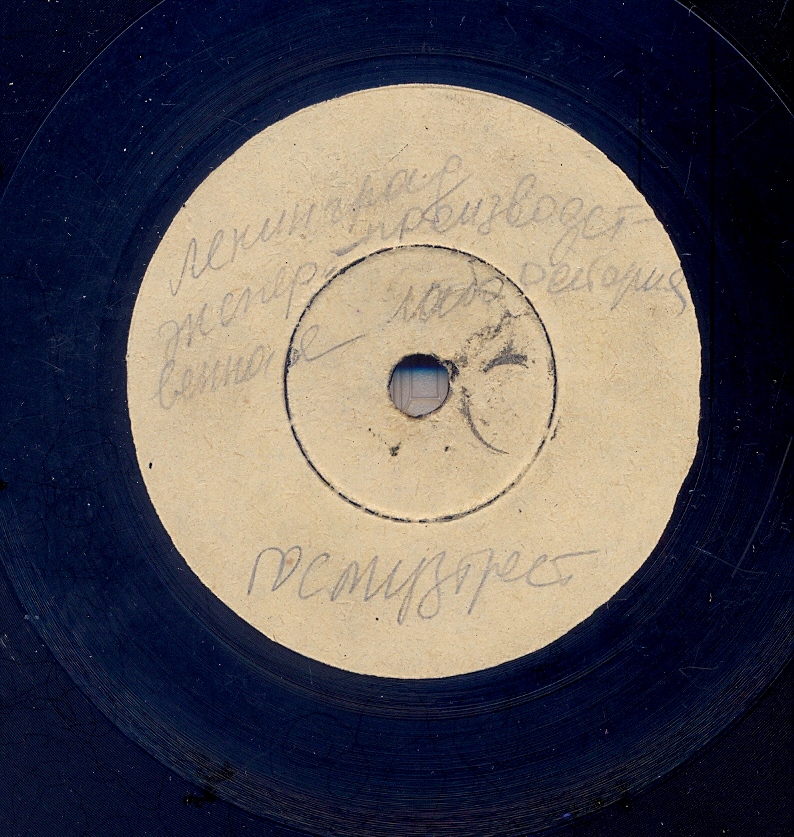 Ленинград
экспер. производст-
венная лаборатория
Госмузтрест